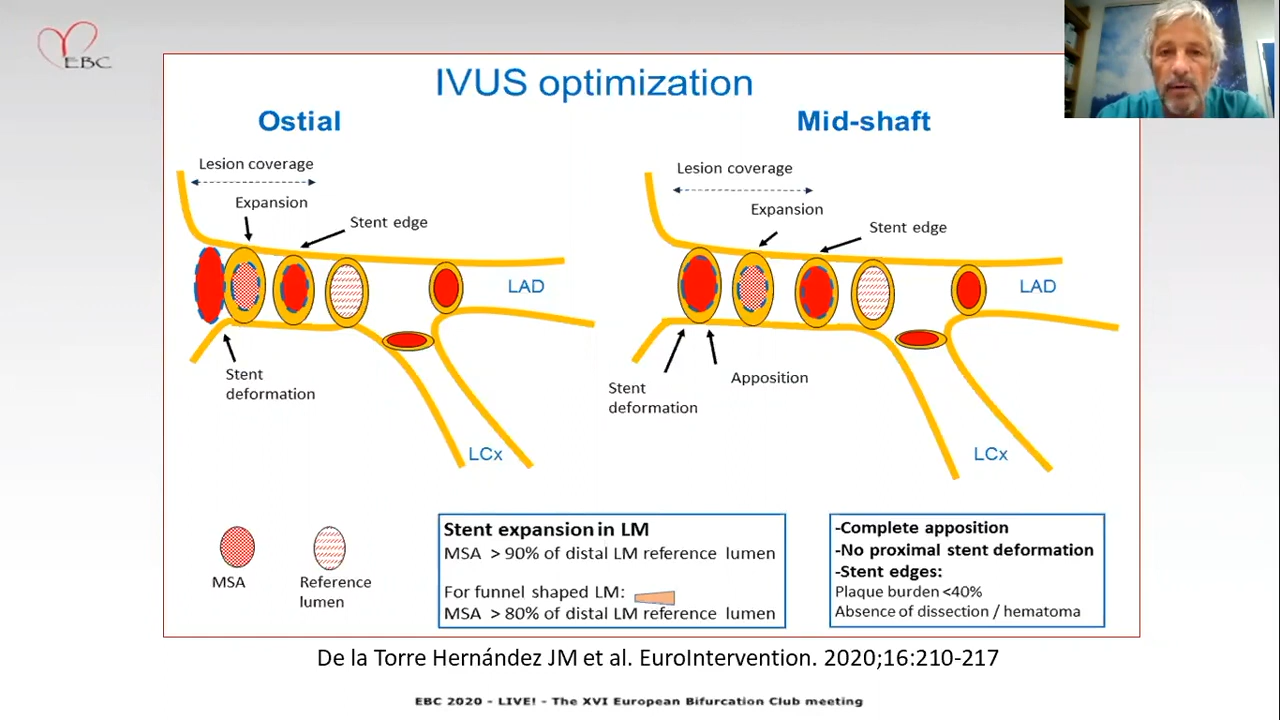 EBC
IVUS optimization
Ostial
Mid-shaft
Lesion coverage
Expansion
Stent edge
LAD
Stent
deformation
LCx
Lesion coverage
Expansion
Stent edge
LAD
Stent
deformation
Apposition
LCx
MSA
Reference
lumen
Stent expansion in LM
MSA > 90% of distal LM reference lumen
For funnel shaped LM:
MSA > 80% of distal LM reference lumen
-Complete apposition
-No proximal stent deformation
-Stent edges:
Plaque burden <40%
Absence of dissection / hematoma
De la Torre Hernández JM et al. EuroIntervention. 2020;16:210-217
EBC 2020 - LIVE! - The XVI European Bifurcation Club meeting